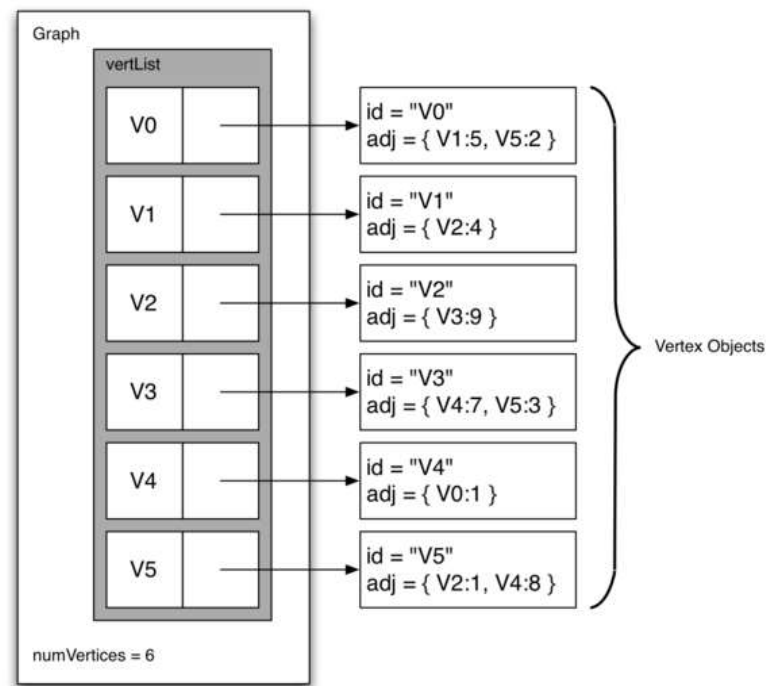 Graph
vertList
V0
id = "V0"
adj = { V1:5, V5:2 }
V1
id = "V1"
adj = { V2:4 }
V2
id = "V2"
adj = { V3:9 }
V3
id = "V3"
adj = { V4:7, V5:3 }
V4
id = "V4"
adj = { V0:1 }
V5
id = "V5"
adj = { V2:1, V4:8 }
Vertex Objects
numVertices = 6